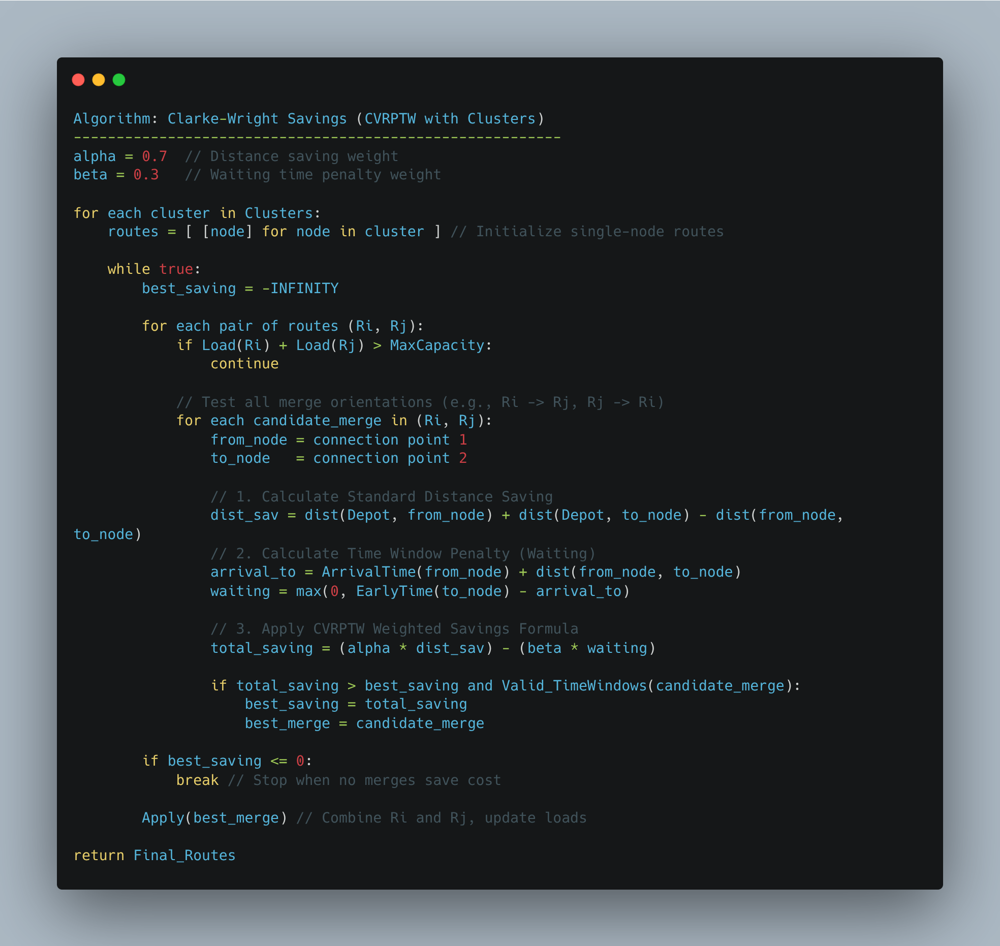 Algorithm: Clarke-Wright Savings (CVRPTW with Clusters)
---------------------------------------------------------
alpha = 0.7  // Distance saving weight
beta = 0.3   // Waiting time penalty weight

for each cluster in Clusters:
    routes = [ [node] for node in cluster ] // Initialize single-node routes

    while true:
        best_saving = -INFINITY

        for each pair of routes (Ri, Rj):
            if Load(Ri) + Load(Rj) > MaxCapacity:
                continue

            // Test all merge orientations (e.g., Ri -> Rj, Rj -> Ri)
            for each candidate_merge in (Ri, Rj):
                from_node = connection point 1
                to_node   = connection point 2

                // 1. Calculate Standard Distance Saving
                dist_sav = dist(Depot, from_node) + dist(Depot, to_node) - dist(from_node,
to_node)
                // 2. Calculate Time Window Penalty (Waiting)
                arrival_to = ArrivalTime(from_node) + dist(from_node, to_node)
                waiting = max(0, EarlyTime(to_node) - arrival_to)

                // 3. Apply CVRPTW Weighted Savings Formula
                total_saving = (alpha * dist_sav) - (beta * waiting)

                if total_saving > best_saving and Valid_TimeWindows(candidate_merge):
                    best_saving = total_saving
                    best_merge = candidate_merge

        if best_saving <= 0:
            break // Stop when no merges save cost

        Apply(best_merge) // Combine Ri and Rj, update loads

return Final_Routes